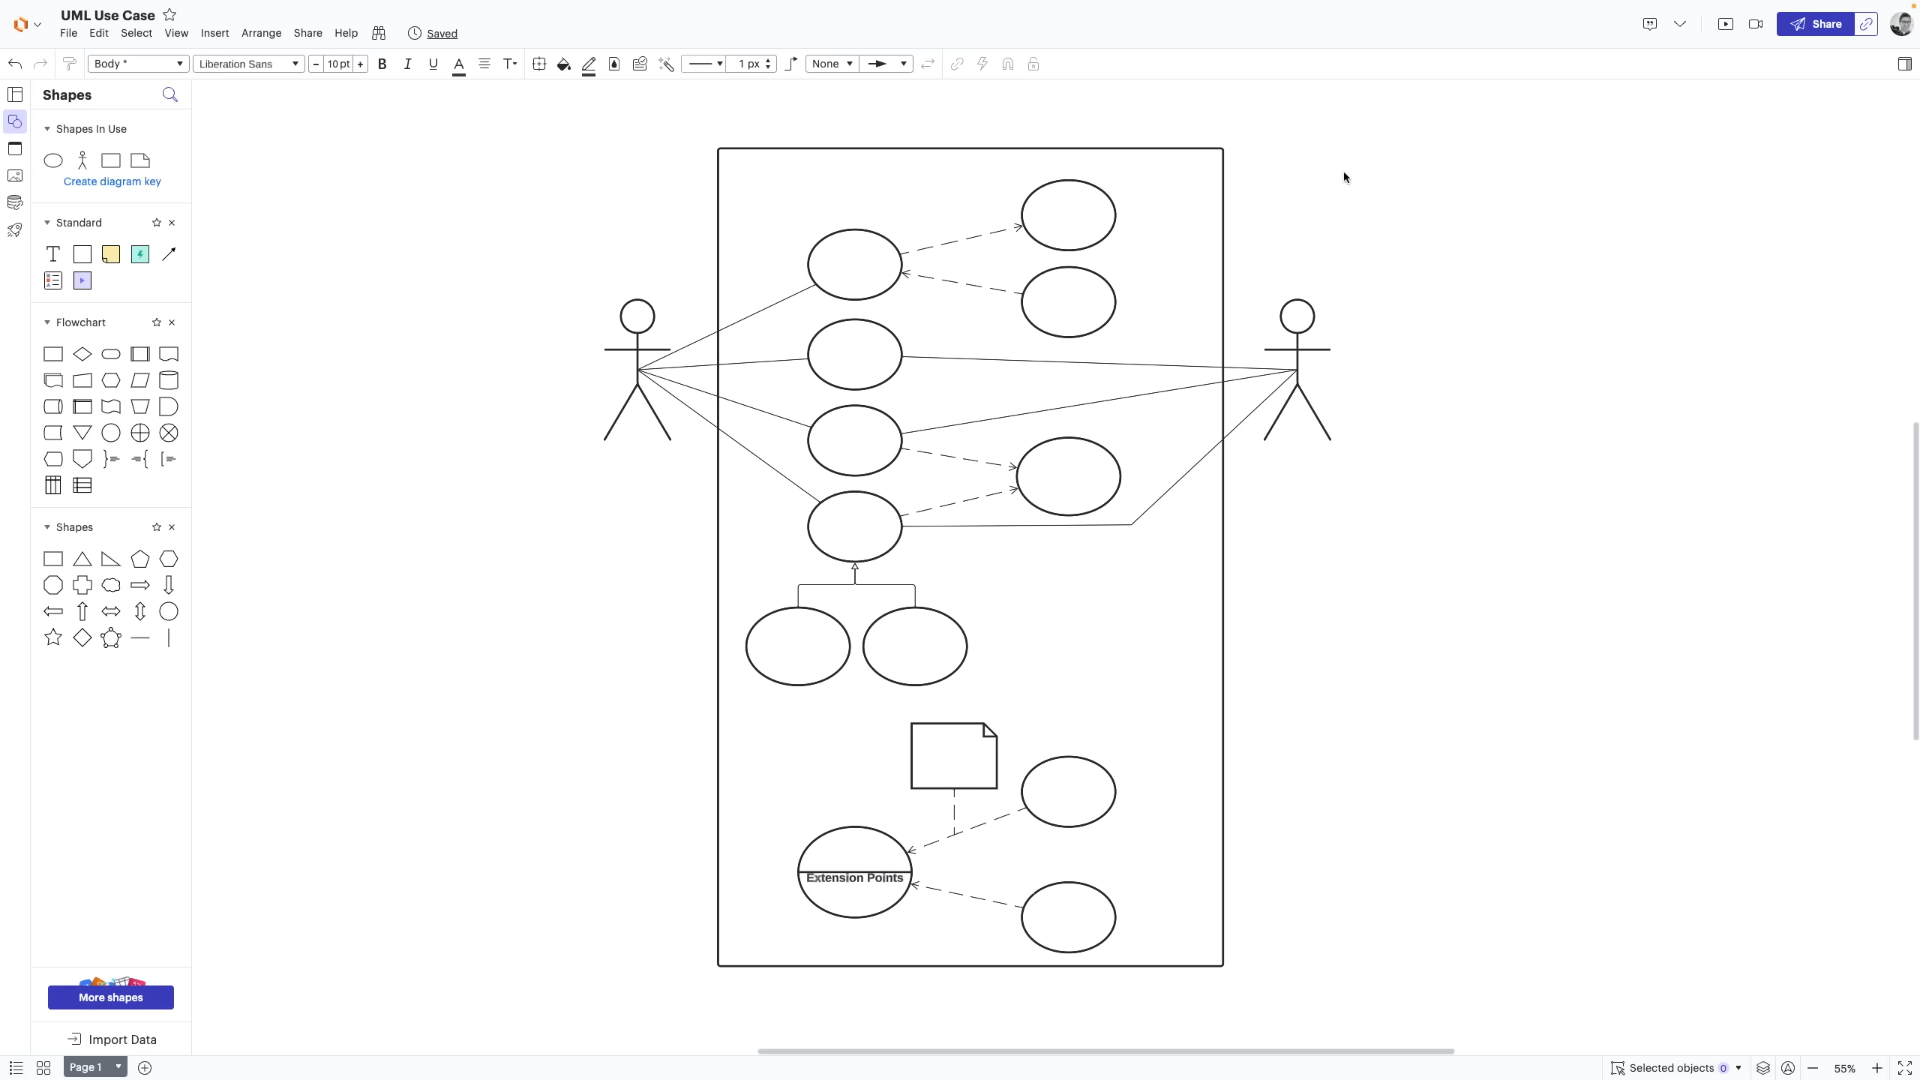 UML Use Case
File Edit Select View Insert Arrange Share Help Saved
Share
Body *
Liberation Sans
− 10 pt +
B I U A T
1 px
None
Shapes
Shapes In Use
Create diagram key
Standard
T
Flowchart
Shapes
More shapes
Import Data
Extension Points
Page 1
Selected objects 0
55%